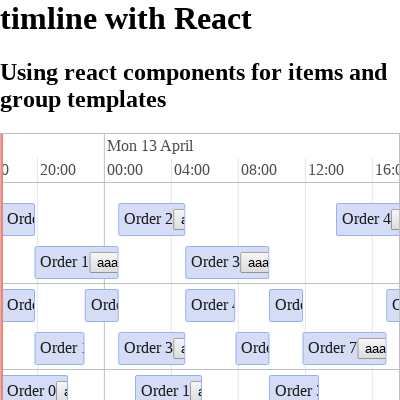 timline with React
Using react components for items and
group templates
Mon 13 April
0 20:00 00:00 04:00 08:00 12:00 16:0
Orde Order 2 a Order 4
Order 1 aaa Order 3 aaa
Orde Orde Order 4 Orde O
Order 1 Order 3 a Orde Order 7 aaa
Order 0 a Order 1 a Order